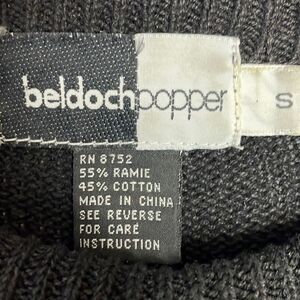 beldochpopper
S
RN 8752
55% RAMIE
45% COTTON
MADE IN CHINA
SEE REVERSE
FOR CARE
INSTRUCTION